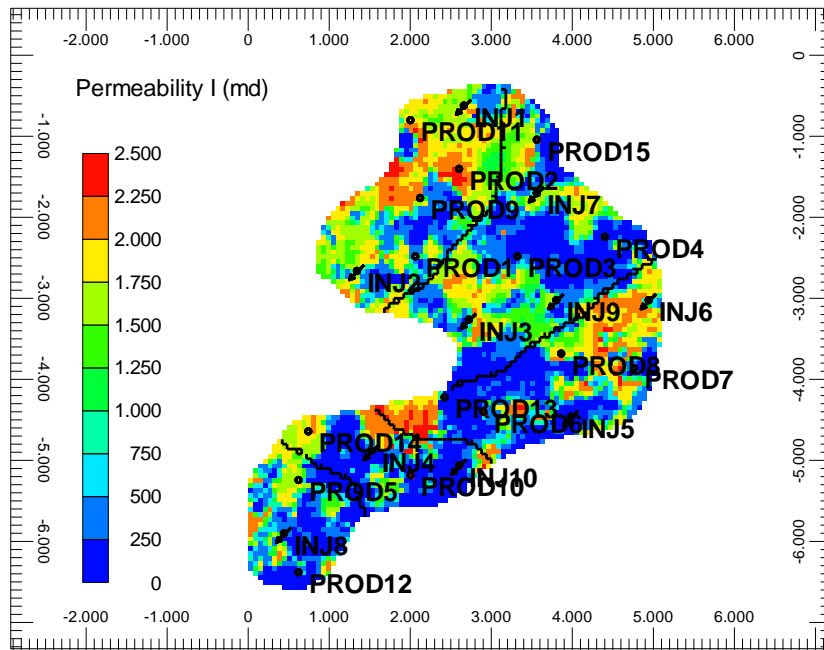 -2.000 -1.000 0 1.000 2.000 3.000 4.000 5.000 6.000 7.000
0
0
Permeability I (md)
INJ1
PROD11
-1.000
-1.000
PROD15
2.500
PROD2
2.250
INJ7
PROD9
-2.000
-2.000
2.000
PROD4
PROD1
PROD3
1.750
INJ2
-3.000
-3.000
INJ9
INJ6
1.500
INJ3
1.250
PROD8
PROD7
-4.000
-4.000
1.000
PROD13
PROD6
INJ5
750
PROD14
INJ4
-5.000
-5.000
INJ10
500
PROD5
PROD10
250
INJ8
-6.000
-6.000
0
PROD12
-2.000 -1.000 0 1.000 2.000 3.000 4.000 5.000 6.000 7.000